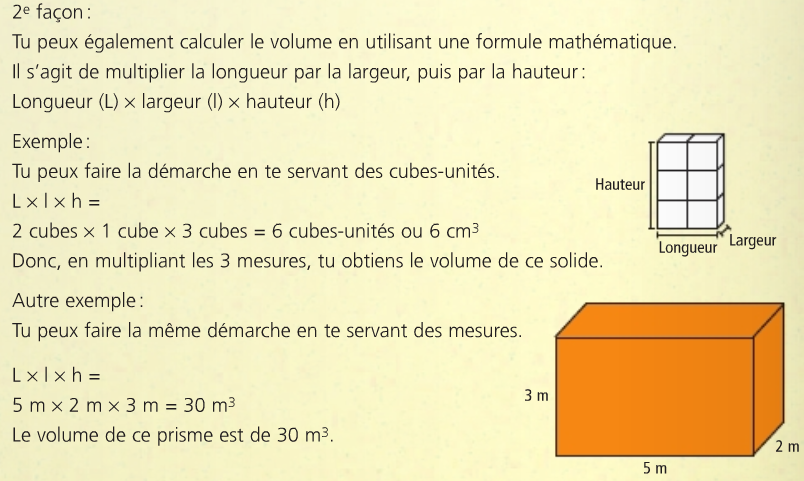 2e façon :
Tu peux également calculer le volume en utilisant une formule mathématique.
Il s'agit de multiplier la longueur par la largeur, puis par la hauteur :
Longueur (L) × largeur (l) × hauteur (h)
Exemple :
Tu peux faire la démarche en te servant des cubes-unités.
L × l × h =
2 cubes × 1 cube × 3 cubes = 6 cubes-unités ou 6 cm³
Donc, en multipliant les 3 mesures, tu obtiens le volume de ce solide.
Hauteur
Longueur
Largeur
Autre exemple :
Tu peux faire la même démarche en te servant des mesures.
L × l × h =
5 m × 2 m × 3 m = 30 m³
Le volume de ce prisme est de 30 m³.
3 m
2 m
5 m